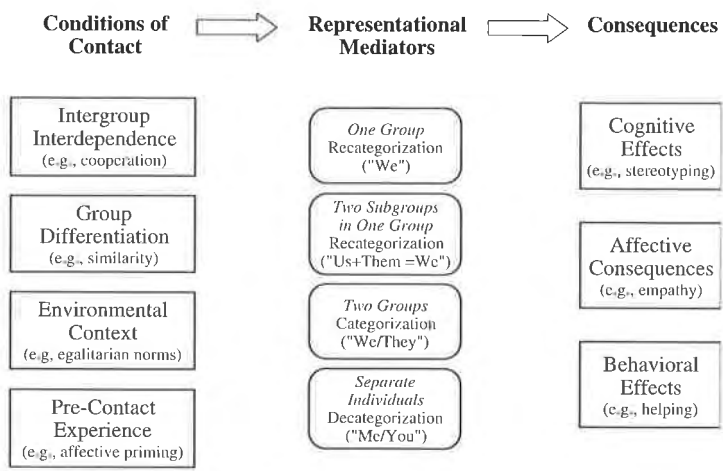 Conditions of
Contact
Representational
Mediators
Consequences
Intergroup
Interdependence
(e.g., cooperation)
Group
Differentiation
(e.g., similarity)
Environmental
Context
(e.g, egalitarian norms)
Pre-Contact
Experience
(e.g., affective priming)
One Group
Recategorization
("We")
Two Subgroups
in One Group
Recategorization
("Us+Them =We")
Two Groups
Categorization
("We/They")
Separate
Individuals
Decategorization
("Me/You")
Cognitive
Effects
(e.g., stereotyping)
Affective
Consequences
(e.g., empathy)
Behavioral
Effects
(e.g., helping)